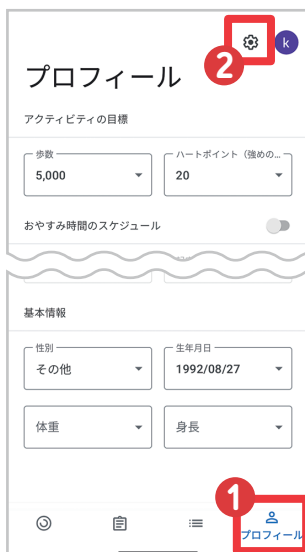 k
2
プロフィール
アクティビティの目標
歩数
ハートポイント（強めの...
5,000
20
おやすみ時間のスケジュール
基本情報
性別
生年月日
その他
1992/08/27
体重
身長
1
プロフィール